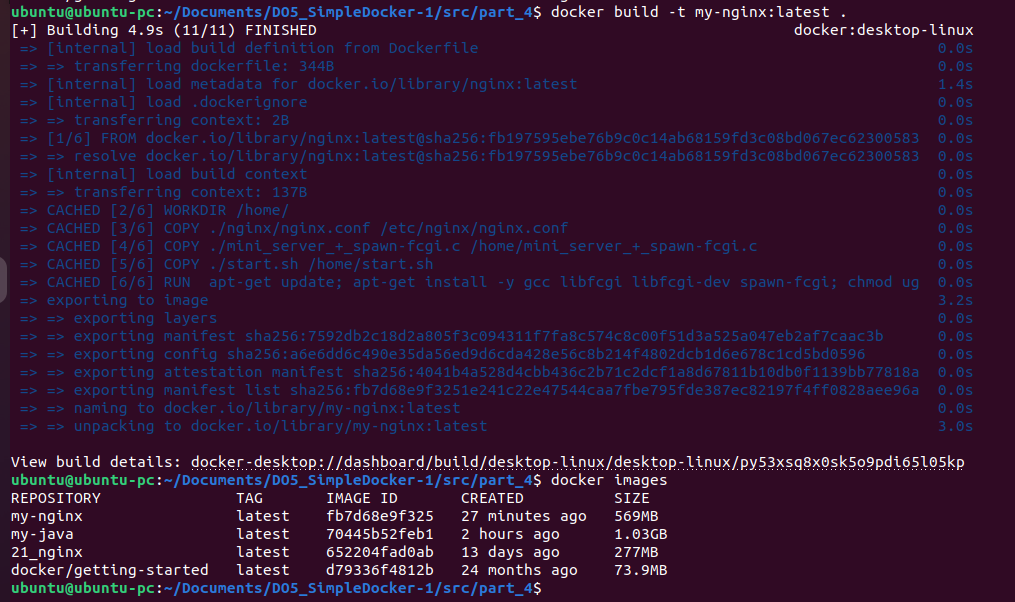 ubuntu@ubuntu-pc:~/Documents/DO5_SimpleDocker-1/src/part_4$ docker build -t my-nginx:latest .
[+] Building 4.9s (11/11) FINISHED docker:desktop-linux
=> [internal] load build definition from Dockerfile 0.0s
=> => transferring dockerfile: 344B 0.0s
=> [internal] load metadata for docker.io/library/nginx:latest 1.4s
=> [internal] load .dockerignore 0.0s
=> => transferring context: 2B 0.0s
=> [1/6] FROM docker.io/library/nginx:latest@sha256:fb197595ebe76b9c0c14ab68159fd3c08bd067ec62300583 0.0s
=> => resolve docker.io/library/nginx:latest@sha256:fb197595ebe76b9c0c14ab68159fd3c08bd067ec62300583 0.0s
=> [internal] load build context 0.0s
=> => transferring context: 137B 0.0s
=> CACHED [2/6] WORKDIR /home/ 0.0s
=> CACHED [3/6] COPY ./nginx/nginx.conf /etc/nginx/nginx.conf 0.0s
=> CACHED [4/6] COPY ./mini_server_+_spawn-fcgi.c /home/mini_server_+_spawn-fcgi.c 0.0s
=> CACHED [5/6] COPY ./start.sh /home/start.sh 0.0s
=> CACHED [6/6] RUN  apt-get update; apt-get install -y gcc libfcgi libfcgi-dev spawn-fcgi; chmod ug 0.0s
=> exporting to image 3.2s
=> => exporting layers 0.0s
=> => exporting manifest sha256:7592db2c18d2a805f3c094311f7fa8c574c8c00f51d3a525a047eb2af7caac3b 0.0s
=> => exporting config sha256:a6e6dd6c490e35da56ed9d6cda428e56c8b214f4802dcb1d6e678c1cd5bd0596 0.0s
=> => exporting attestation manifest sha256:4041b4a528d4cbb436c2b71c2dcf1a8d67811b10db0f1139bb77818a 0.0s
=> => exporting manifest list sha256:fb7d68e9f3251e241c22e47544caa7fbe795fde387ec82197f4ff0828aee96a 0.0s
=> => naming to docker.io/library/my-nginx:latest 0.0s
=> => unpacking to docker.io/library/my-nginx:latest 3.0s
View build details: docker-desktop://dashboard/build/desktop-linux/desktop-linux/py53xsg8x0sk5o9pdi65l05kp
ubuntu@ubuntu-pc:~/Documents/DO5_SimpleDocker-1/src/part_4$ docker images
REPOSITORY TAG IMAGE ID CREATED SIZE
my-nginx latest fb7d68e9f325 27 minutes ago 569MB
my-java latest 70445b52feb1 2 hours ago 1.03GB
21_nginx latest 652204fad0ab 13 days ago 277MB
docker/getting-started latest d79336f4812b 24 months ago 73.9MB
ubuntu@ubuntu-pc:~/Documents/DO5_SimpleDocker-1/src/part_4$